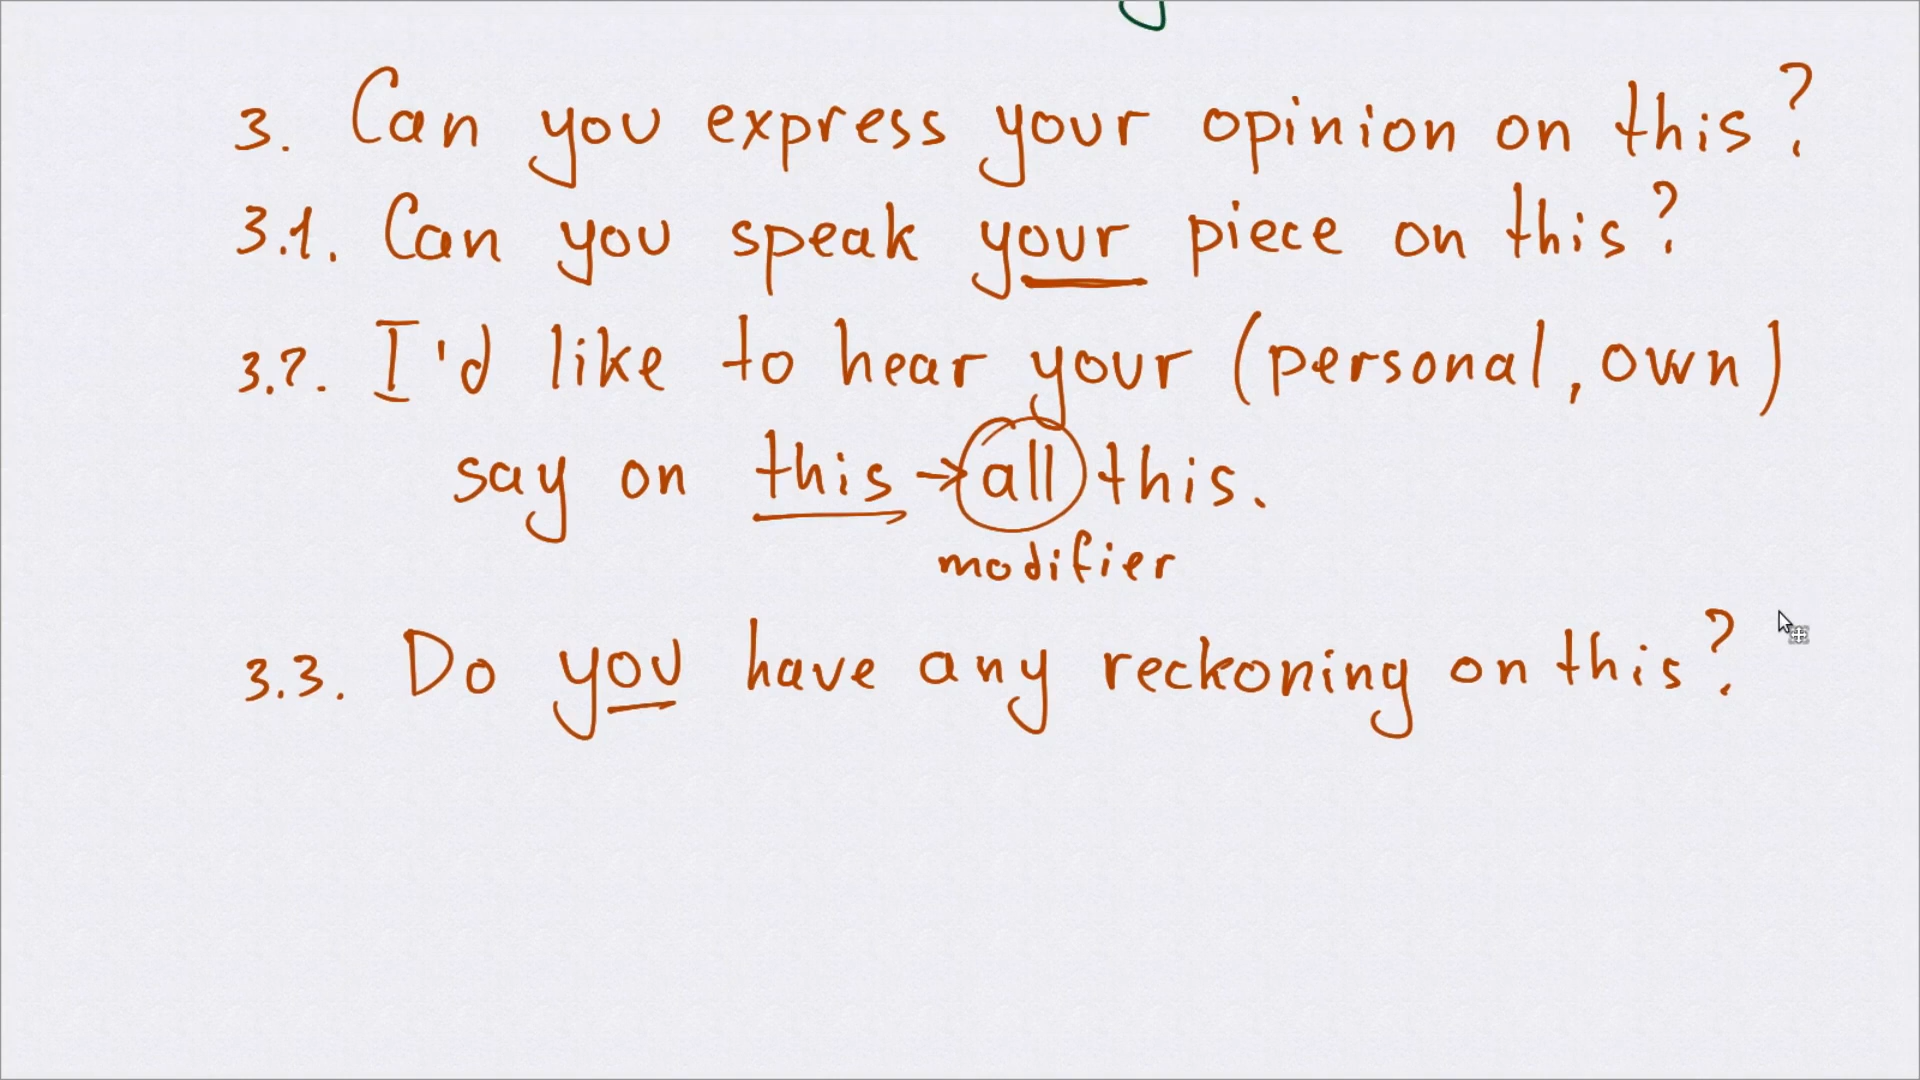 3. Can you express your opinion on this?
3.1. Can you speak your piece on this?
3.2. I'd like to hear your (personal, own)
say on this → all this.
modifier
3.3. Do you have any reckoning on this?